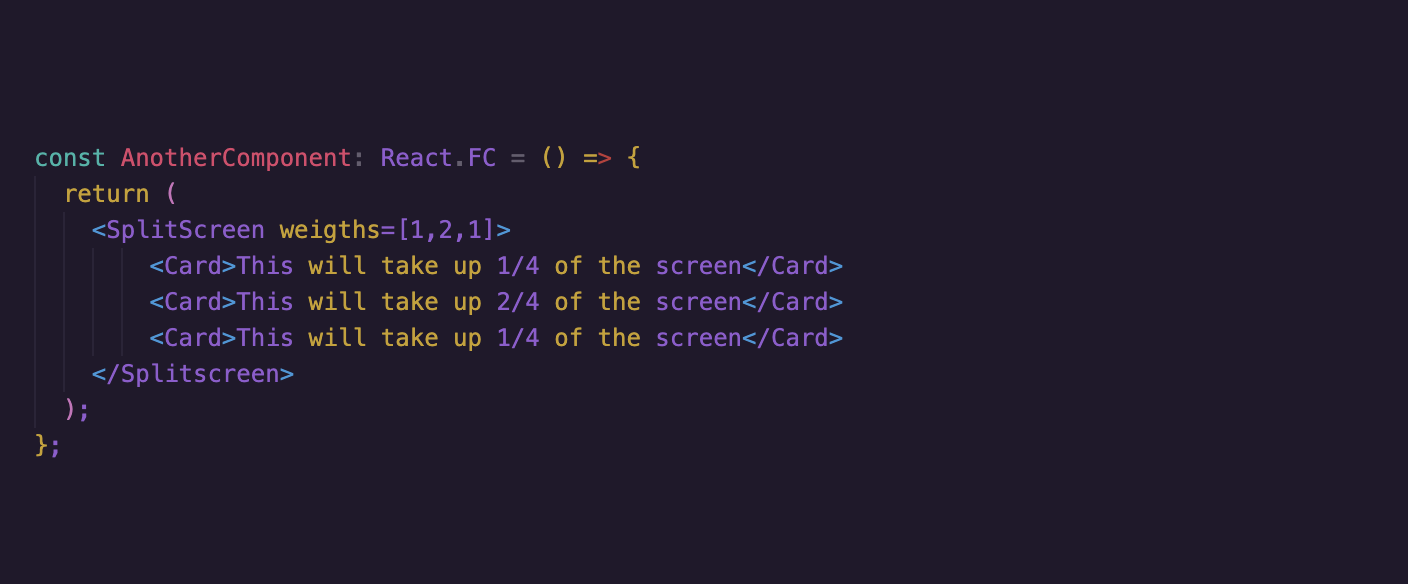 const AnotherComponent: React.FC = () => {
return (
<SplitScreen weigths=[1,2,1]>
<Card>This will take up 1/4 of the screen</Card>
<Card>This will take up 2/4 of the screen</Card>
<Card>This will take up 1/4 of the screen</Card>
</Splitscreen>
);
};